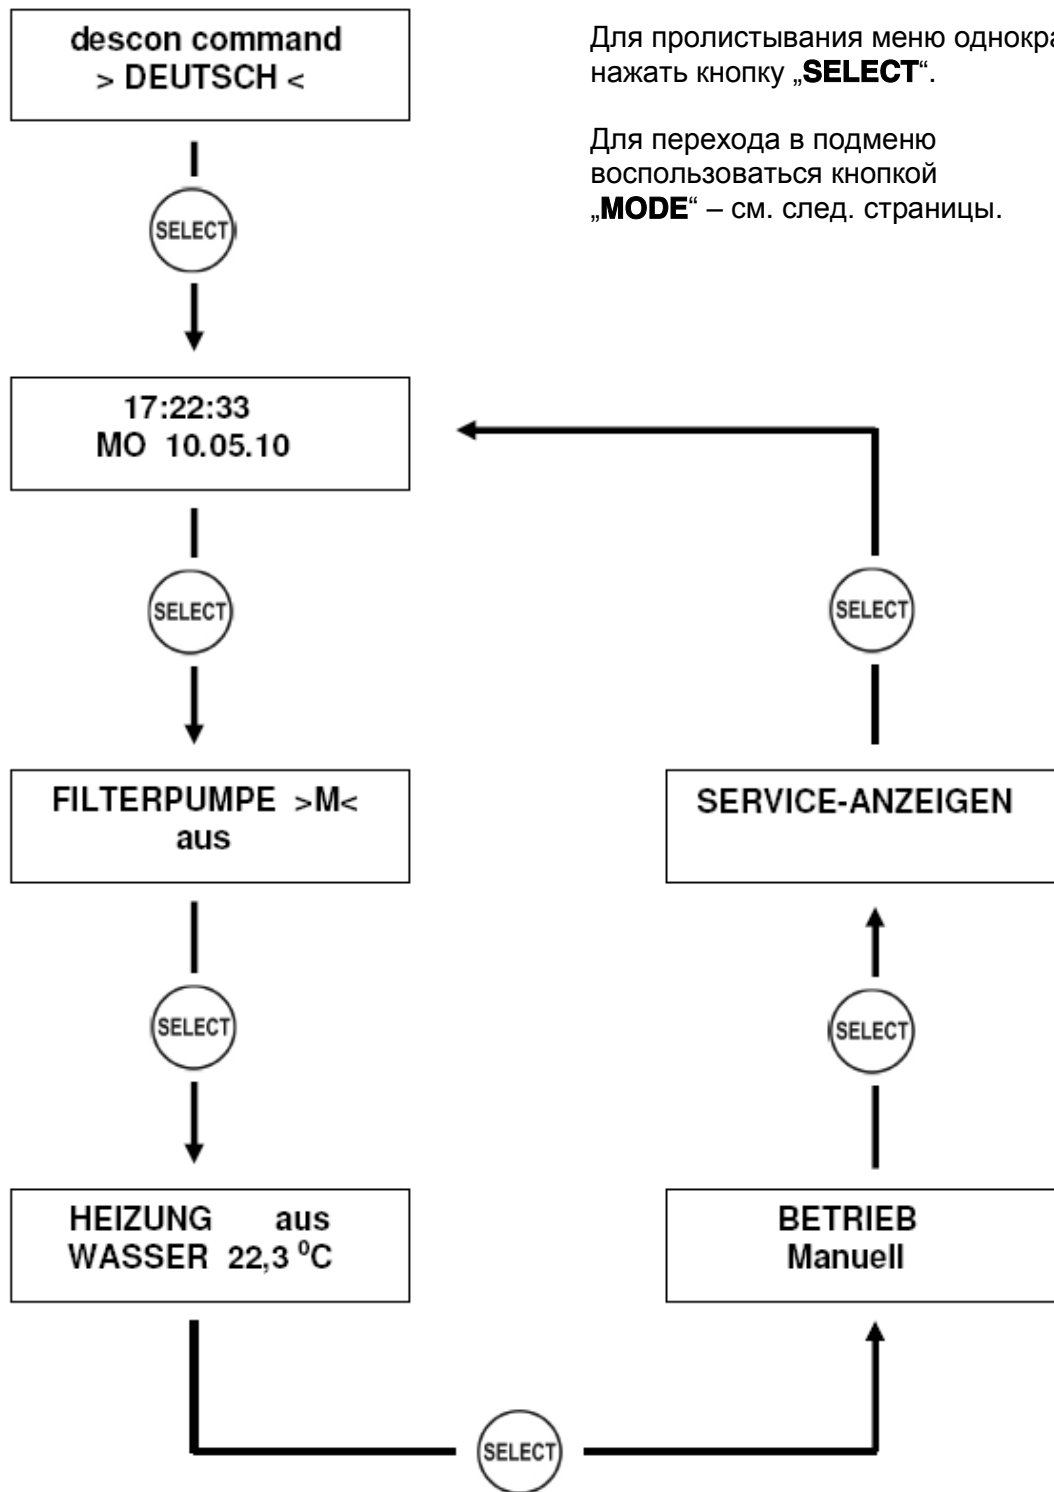 descon command
> DEUTSCH <
Для пролистывания меню
нажать кнопку „SELECT“.
Для перехода в подменю
воспользоваться кнопкой
„MODE“ – см. след. страницы.
SELECT
17:22:33
MO 10.05.10
SELECT
SELECT
FILTERPUMPE >M<
aus
SERVICE-ANZEIGEN
SELECT
SELECT
HEIZUNG aus
WASSER 22,3 ⁰C
BETRIEB
Manuell
SELECT